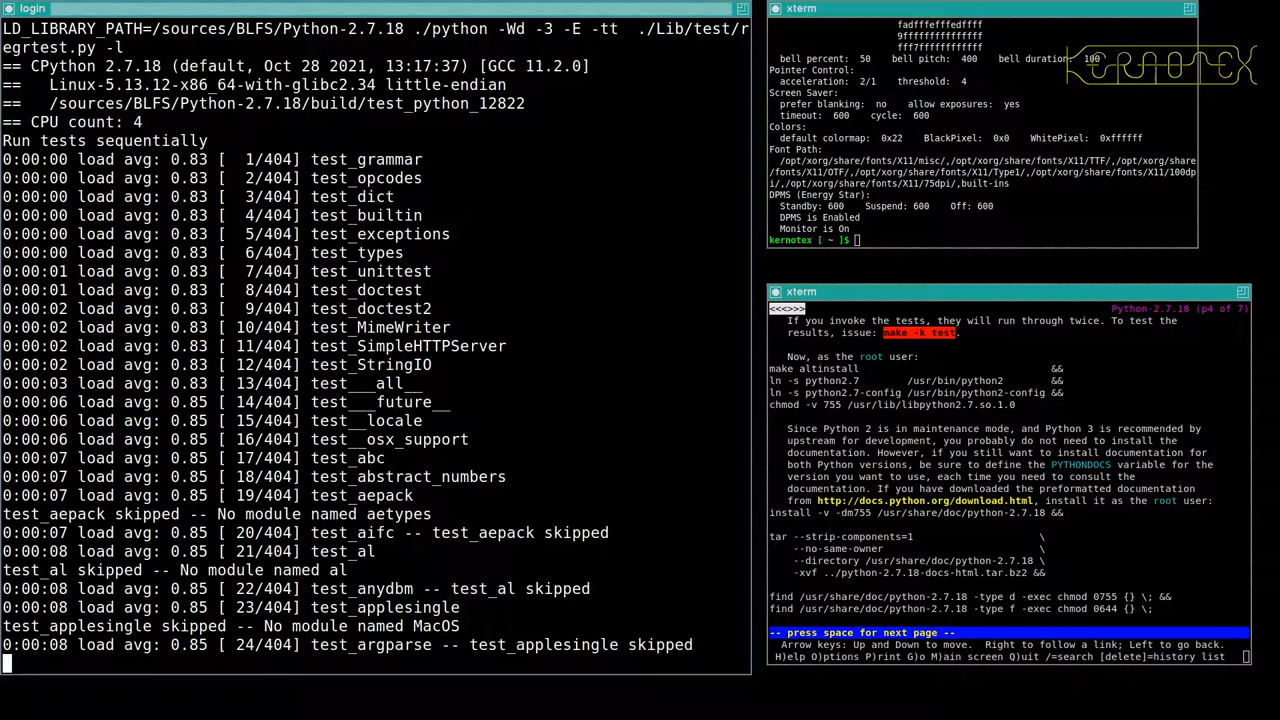 login
LD_LIBRARY_PATH=/sources/BLFS/Python-2.7.18 ./python -Wd -3 -E -tt  ./Lib/test/r
egrtest.py -l
== CPython 2.7.18 (default, Oct 28 2021, 13:17:37) [GCC 11.2.0]
==   Linux-5.13.12-x86_64-with-glibc2.34 little-endian
==   /sources/BLFS/Python-2.7.18/build/test_python_12822
== CPU count: 4
Run tests sequentially
0:00:00 load avg: 0.83 [  1/404] test_grammar
0:00:00 load avg: 0.83 [  2/404] test_opcodes
0:00:00 load avg: 0.83 [  3/404] test_dict
0:00:00 load avg: 0.83 [  4/404] test_builtin
0:00:00 load avg: 0.83 [  5/404] test_exceptions
0:00:00 load avg: 0.83 [  6/404] test_types
0:00:01 load avg: 0.83 [  7/404] test_unittest
0:00:01 load avg: 0.83 [  8/404] test_doctest
0:00:02 load avg: 0.83 [  9/404] test_doctest2
0:00:02 load avg: 0.83 [ 10/404] test_MimeWriter
0:00:02 load avg: 0.83 [ 11/404] test_SimpleHTTPServer
0:00:02 load avg: 0.83 [ 12/404] test_StringIO
0:00:03 load avg: 0.83 [ 13/404] test___all__
0:00:06 load avg: 0.85 [ 14/404] test___future__
0:00:06 load avg: 0.85 [ 15/404] test__locale
0:00:06 load avg: 0.85 [ 16/404] test__osx_support
0:00:07 load avg: 0.85 [ 17/404] test_abc
0:00:07 load avg: 0.85 [ 18/404] test_abstract_numbers
0:00:07 load avg: 0.85 [ 19/404] test_aepack
test_aepack skipped -- No module named aetypes
0:00:07 load avg: 0.85 [ 20/404] test_aifc -- test_aepack skipped
0:00:08 load avg: 0.85 [ 21/404] test_al
test_al skipped -- No module named al
0:00:08 load avg: 0.85 [ 22/404] test_anydbm -- test_al skipped
0:00:08 load avg: 0.85 [ 23/404] test_applesingle
test_applesingle skipped -- No module named MacOS
0:00:08 load avg: 0.85 [ 24/404] test_argparse -- test_applesingle skipped
xterm
fadfffefffedffff
9fffffffffffffff
fff7ffffffffffff
bell percent:  50    bell pitch:  400    bell duration:  100
Pointer Control:
acceleration:  2/1    threshold:  4
Screen Saver:
prefer blanking:  no    allow exposures:  yes
timeout:  600    cycle:  600
Colors:
default colormap:  0x22    BlackPixel:  0x0    WhitePixel:  0xffffff
Font Path:
/opt/xorg/share/fonts/X11/misc/,/opt/xorg/share/fonts/X11/TTF/,/opt/xorg/share
/fonts/X11/OTF/,/opt/xorg/share/fonts/X11/Type1/,/opt/xorg/share/fonts/X11/100dp
i/,/opt/xorg/share/fonts/X11/75dpi/,built-ins
DPMS (Energy Star):
Standby: 600    Suspend: 600    Off: 600
DPMS is Enabled
Monitor is On
kernotex [ ~ ]$
KERNOTEX
xterm
<<<>>> Python-2.7.18 (p4 of 7)
If you invoke the tests, they will run through twice. To test the
results, issue: make -k test.
Now, as the root user:
make altinstall                                 &&
ln -s python2.7        /usr/bin/python2         &&
ln -s python2.7-config /usr/bin/python2-config &&
chmod -v 755 /usr/lib/libpython2.7.so.1.0
Since Python 2 is in maintenance mode, and Python 3 is recommended by
upstream for development, you probably do not need to install the
documentation. However, if you still want to install documentation for
both Python versions, be sure to define the PYTHONDOCS variable for the
version you want to use, each time you need to consult the
documentation. If you have downloaded the preformatted documentation
from http://docs.python.org/download.html, install it as the root user:
install -v -dm755 /usr/share/doc/python-2.7.18 &&
tar --strip-components=1                     \
--no-same-owner                          \
--directory /usr/share/doc/python-2.7.18 \
-xvf ../python-2.7.18-docs-html.tar.bz2 &&
find /usr/share/doc/python-2.7.18 -type d -exec chmod 0755 {} \; &&
find /usr/share/doc/python-2.7.18 -type f -exec chmod 0644 {} \;
-- press space for next page --
Arrow keys: Up and Down to move.  Right to follow a link; Left to go back.
H)elp O)ptions P)rint G)o M)ain screen Q)uit /=search [delete]=history list